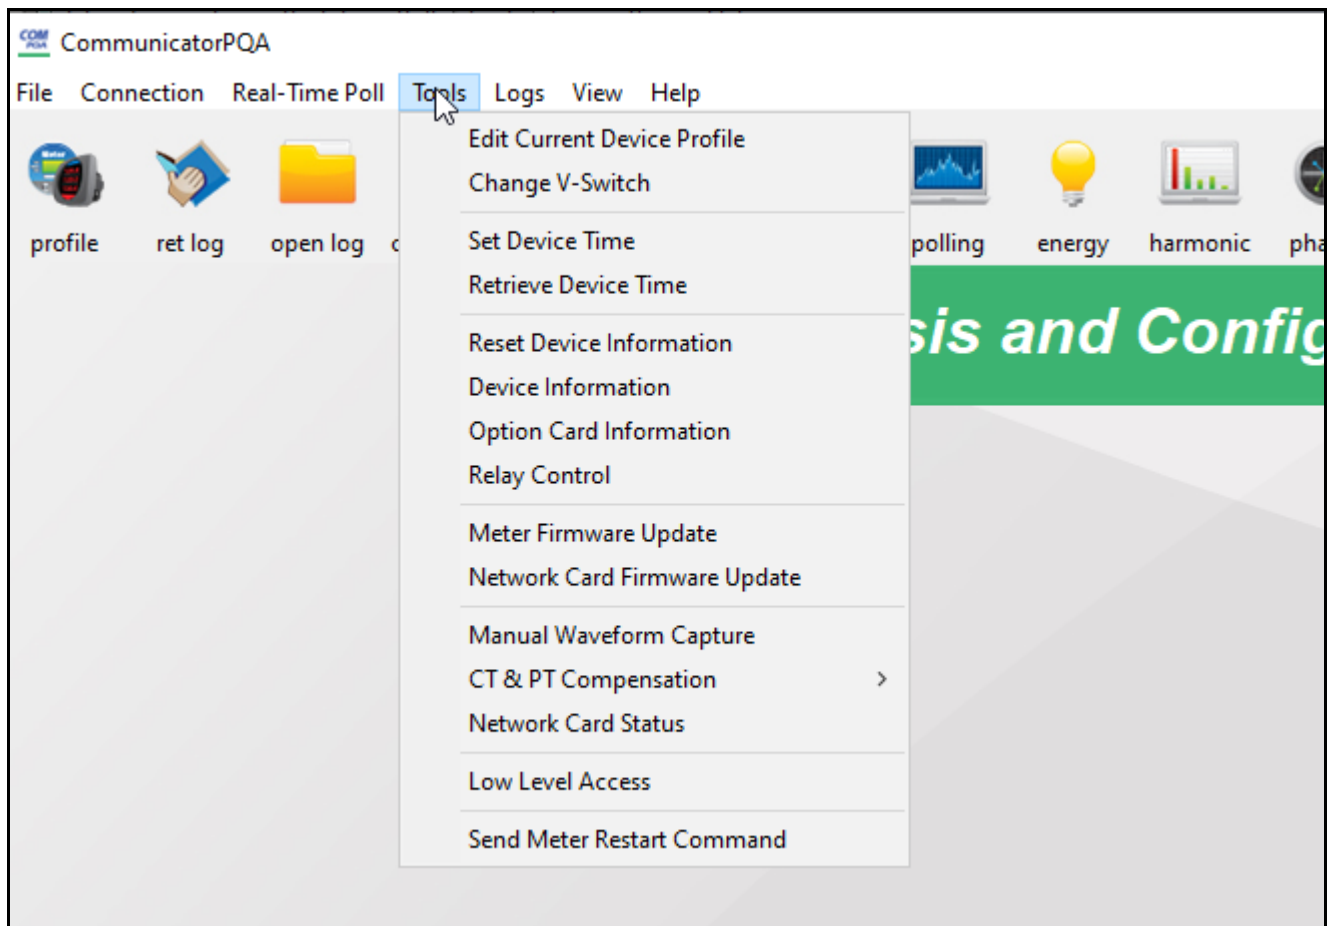 COM
PQA
CommunicatorPQA
File Connection Real-Time Poll Tools Logs View Help
profile ret log open log polling energy harmonic
Edit Current Device Profile
Change V-Switch
Set Device Time
Retrieve Device Time
Reset Device Information
Device Information
Option Card Information
Relay Control
Meter Firmware Update
Network Card Firmware Update
Manual Waveform Capture
CT & PT Compensation
Network Card Status
Low Level Access
Send Meter Restart Command
and